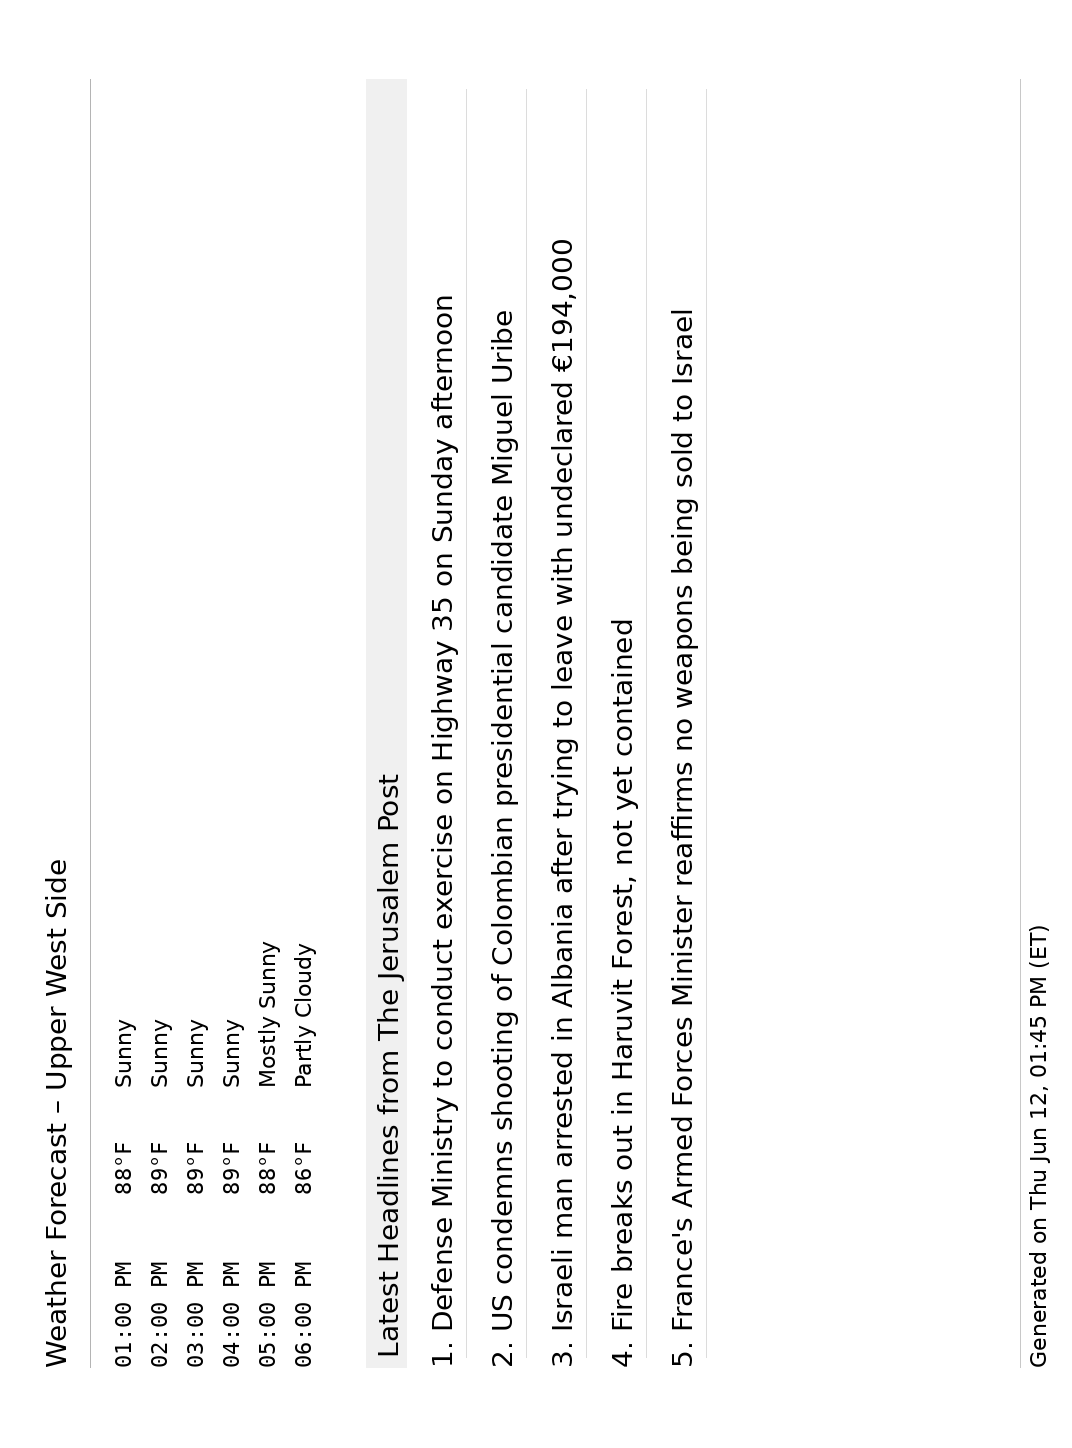 Weather Forecast – Upper West Side
01:00 PM 88°F Sunny
02:00 PM 89°F Sunny
03:00 PM 89°F Sunny
04:00 PM 89°F Sunny
05:00 PM 88°F Mostly Sunny
06:00 PM 86°F Partly Cloudy
Latest Headlines from The Jerusalem Post
1. Defense Ministry to conduct exercise on Highway 35 on Sunday afternoon
2. US condemns shooting of Colombian presidential candidate Miguel Uribe
3. Israeli man arrested in Albania after trying to leave with undeclared €194,000
4. Fire breaks out in Haruvit Forest, not yet contained
5. France's Armed Forces Minister reaffirms no weapons being sold to Israel
Generated on Thu Jun 12, 01:45 PM (ET)